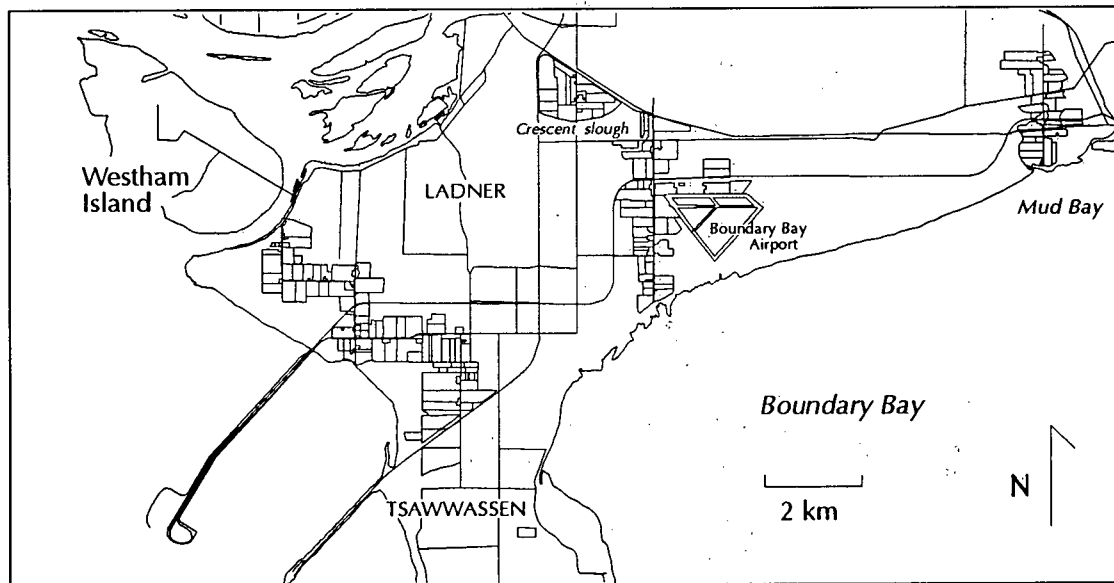 Crescent slough
Westham
Island
LADNER
Mud Bay
Boundary Bay
Airport
Boundary Bay
N
2 km
TSAWWASSEN